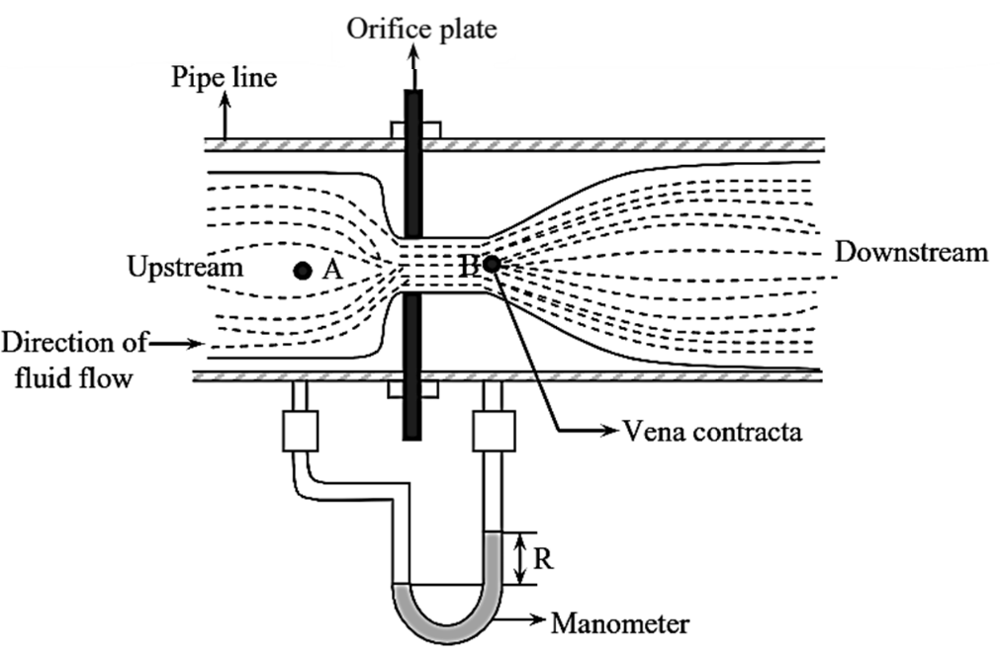 Orifice plate
Pipe line
Upstream
A
B
Downstream
Direction of
fluid flow
Vena contracta
R
Manometer